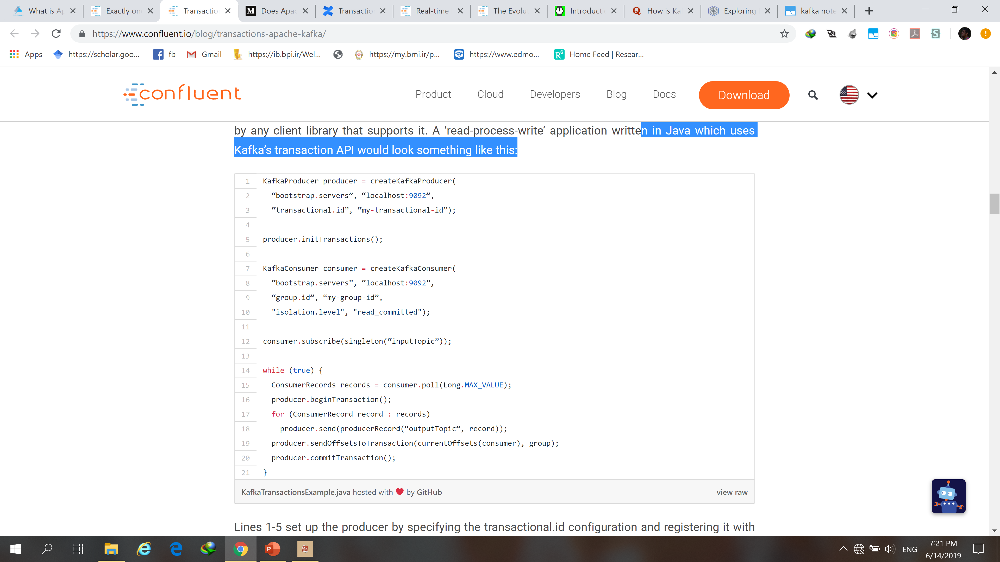 What is Ap
Exactly on
Transactio
Does Apac
Transactio
Real-time
The Evolut
Introducti
How is Kaf
Exploring
kafka note
https://www.confluent.io/blog/transactions-apache-kafka/
Apps
https://scholar.goo...
fb
Gmail
https://ib.bpi.ir/Wel...
https://my.bmi.ir/p...
https://www.edmo...
Home Feed | Resear...
confluent
Product
Cloud
Developers
Blog
Docs
Download
by any client library that supports it. A ‘read-process-write’ application written in Java which uses
Kafka’s transaction API would look something like this:
1 KafkaProducer producer = createKafkaProducer(
2 “bootstrap.servers”, “localhost:9092”,
3 “transactional.id”, “my-transactional-id”);
4
5 producer.initTransactions();
6
7 KafkaConsumer consumer = createKafkaConsumer(
8 “bootstrap.servers”, “localhost:9092”,
9 “group.id”, “my-group-id”,
10 "isolation.level", "read_committed");
11
12 consumer.subscribe(singleton(“inputTopic”));
13
14 while (true) {
15 ConsumerRecords records = consumer.poll(Long.MAX_VALUE);
16 producer.beginTransaction();
17 for (ConsumerRecord record : records)
18 producer.send(producerRecord(“outputTopic”, record));
19 producer.sendOffsetsToTransaction(currentOffsets(consumer), group);
20 producer.commitTransaction();
21 }
KafkaTransactionsExample.java hosted with ❤ by GitHub
view raw
Lines 1-5 set up the producer by specifying the transactional.id configuration and registering it with
ENG
7:21 PM
6/14/2019